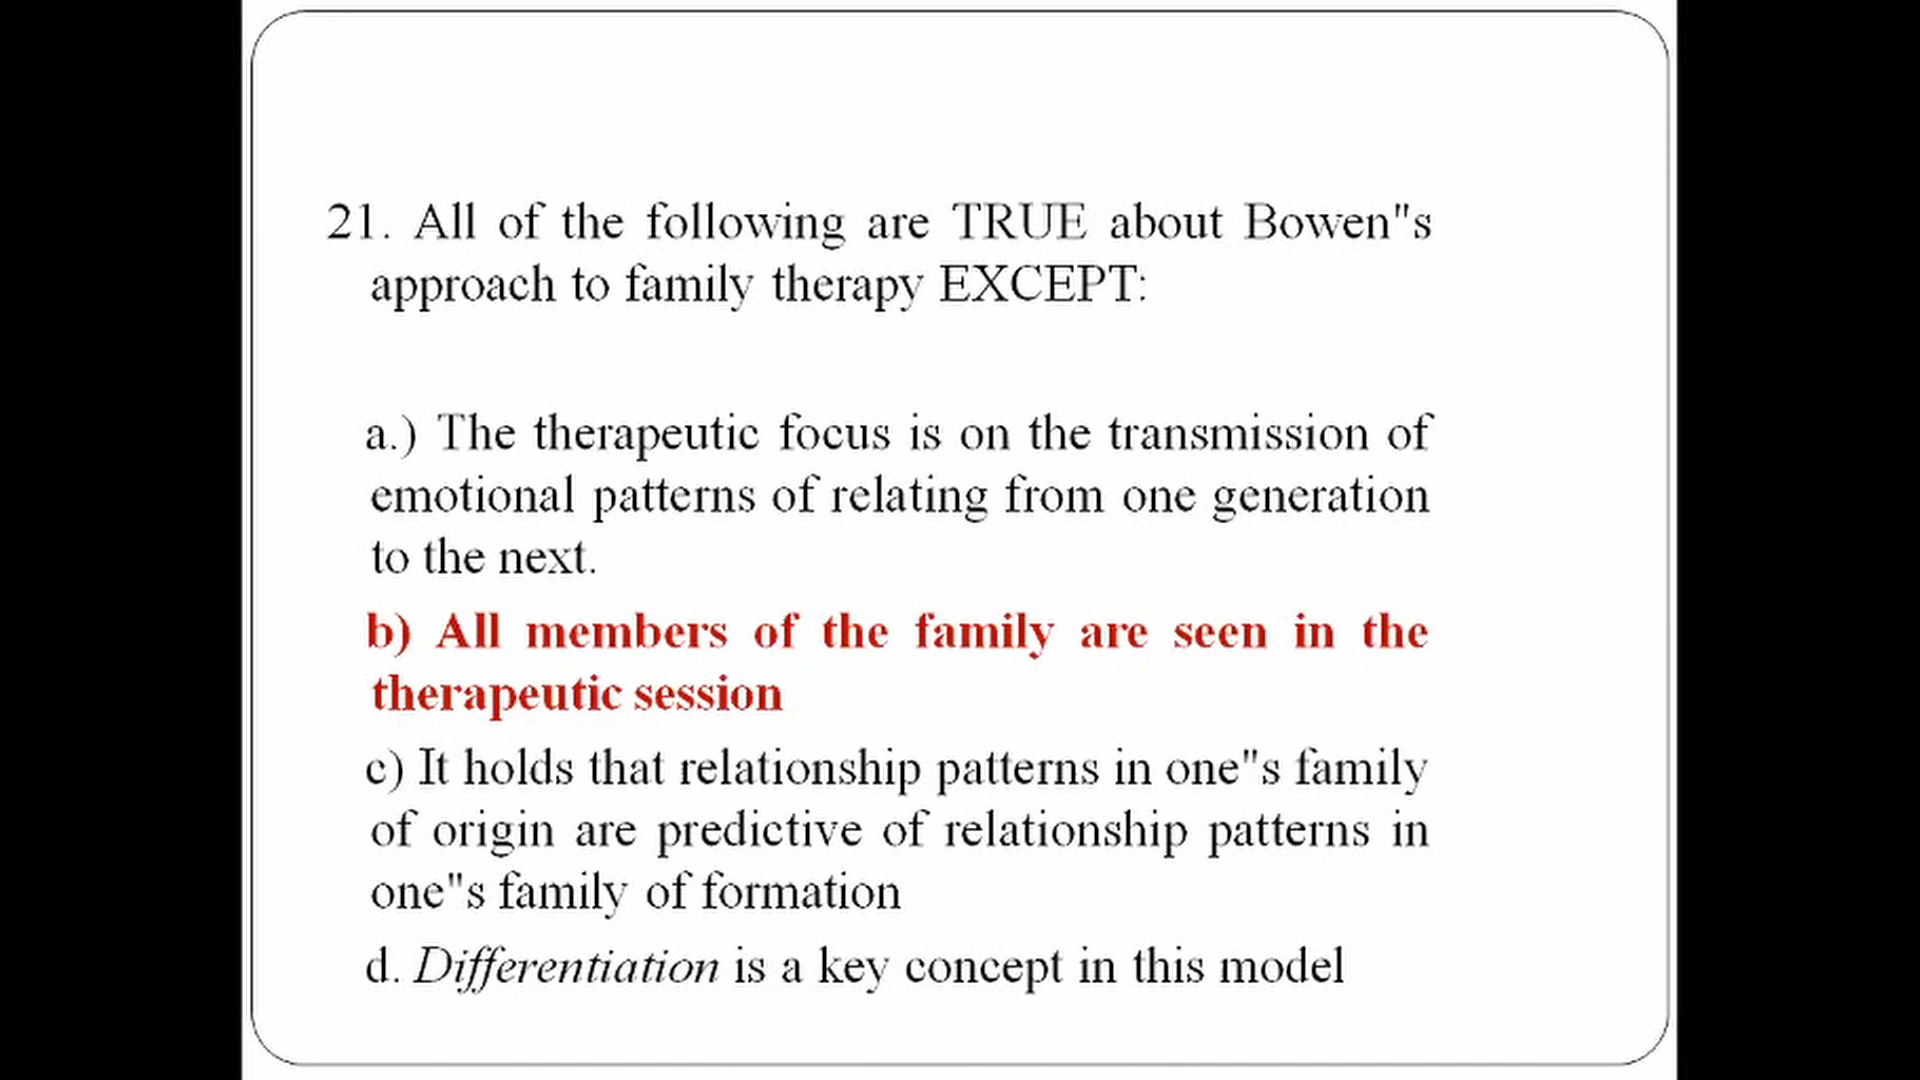 21. All of the following are TRUE about Bowen"s
approach to family therapy EXCEPT:
a.) The therapeutic focus is on the transmission of
emotional patterns of relating from one generation
to the next.
b) All members of the family are seen in the
therapeutic session
c) It holds that relationship patterns in one"s family
of origin are predictive of relationship patterns in
one"s family of formation
d. Differentiation is a key concept in this model